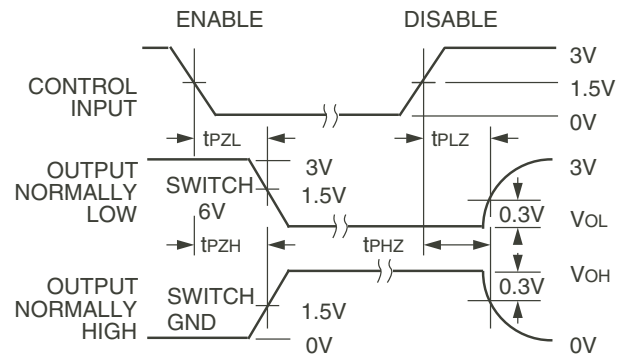 ENABLE DISABLE
CONTROL INPUT
3V
1.5V
0V
tPZL
tPLZ
OUTPUT NORMALLY LOW
SWITCH 6V
3V
1.5V
3V
0.3V
VOL
tPZH
tPHZ
OUTPUT NORMALLY HIGH
SWITCH GND
1.5V
0V
VOH
0.3V
0V